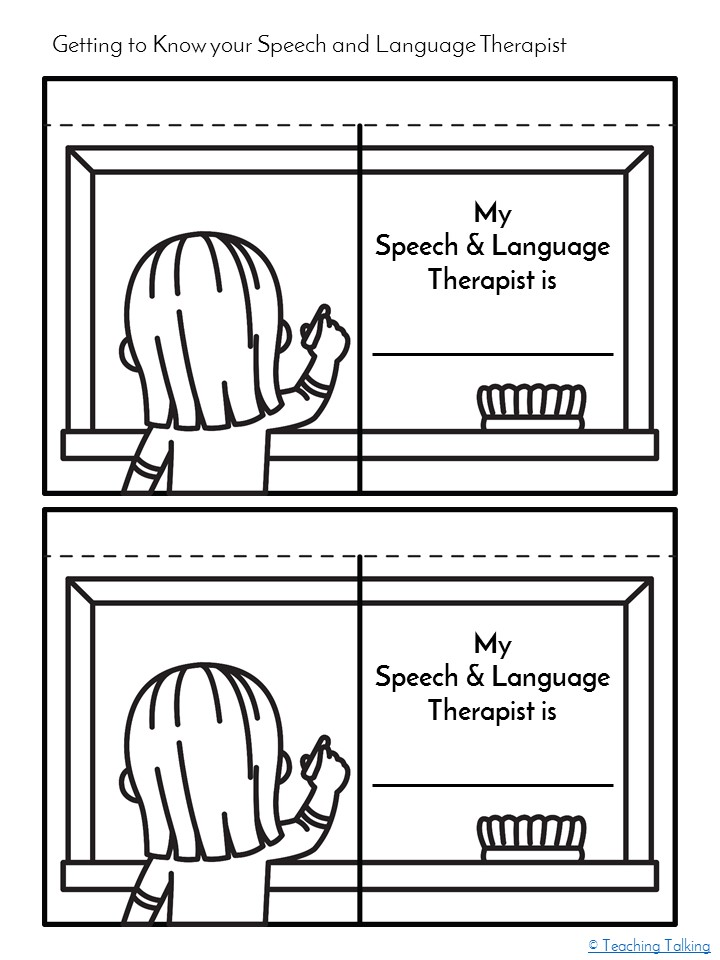 Getting to Know your Speech and Language Therapist
My
Speech & Language
Therapist is
My
Speech & Language
Therapist is
© Teaching Talking